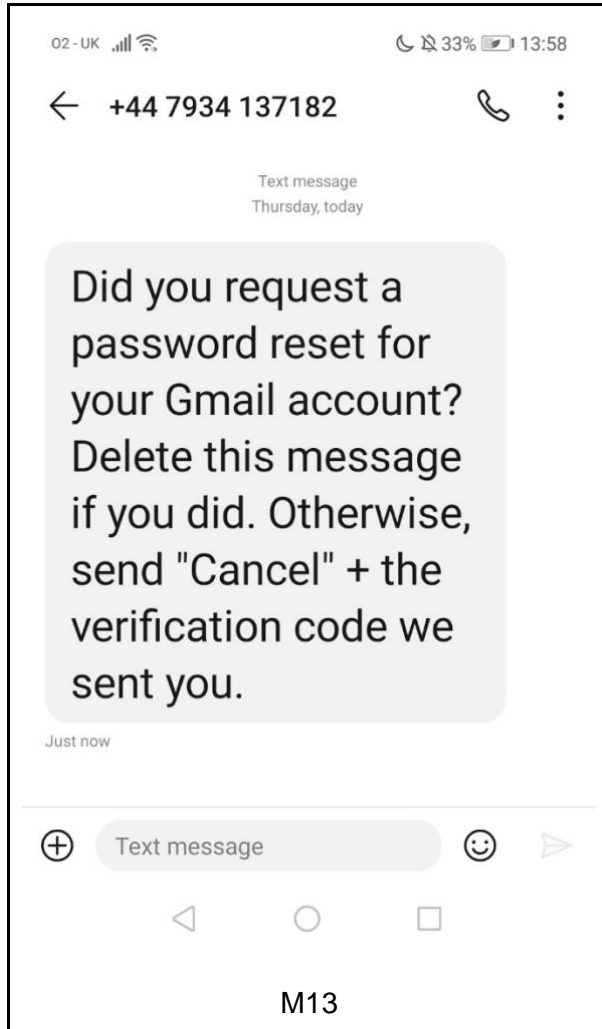 O2 - UK 33% 13:58
+44 7934 137182
Text message
Thursday, today
Did you request a
password reset for
your Gmail account?
Delete this message
if you did. Otherwise,
send "Cancel" + the
verification code we
sent you.
Just now
Text message
M13